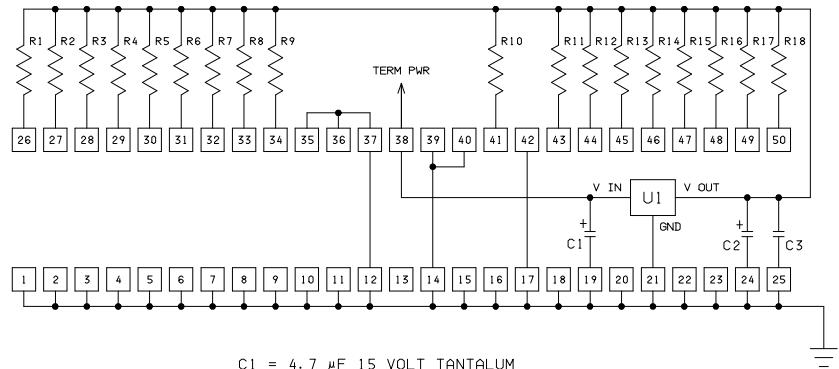 R1 R2 R3 R4 R5 R6 R7 R8 R9 R10 R11 R12 R13 R14 R15 R16 R17 R18
TERM PWR
26 27 28 29 30 31 32 33 34 35 36 37 38 39 40 41 42 43 44 45 46 47 48 49 50
V IN U1 V OUT
GND
+ +
C1 C2 C3
1 2 3 4 5 6 7 8 9 10 11 12 13 14 15 16 17 18 19 20 21 22 23 24 25
C1 = 4.7 µF 15 VOLT TANTALUM